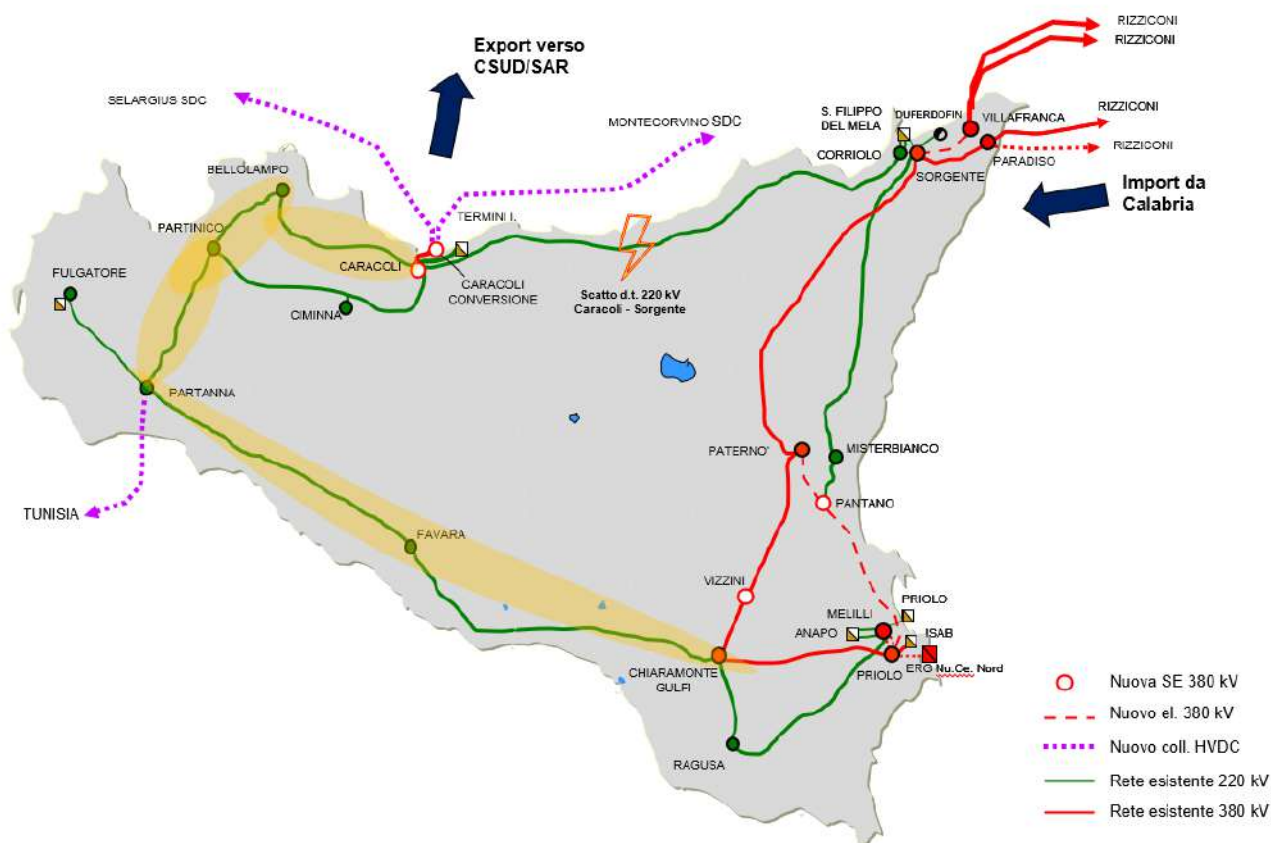 RIZZICONI
RIZZICONI
Export verso
CSUD/SAR
SELARGIUS SDC
MONTECORVINO SDC
S. FILIPPO
DEL MELA
DUFERDOFIN
VILLAFRANCA
RIZZICONI
CORRIOLO
SORGENTE
PARADISO
RIZZICONI
BELLOLAMPO
Import da
Calabria
PARTINICO
TERMINI I.
CARACOLI
FULGATORE
CARACOLI
CONVERSIONE
Scatto d.t. 220 kV
Caracoli - Sorgente
CIMINNA
PARTANNA
PATERNO'
MISTERBIANCO
PANTANO
TUNISIA
FAVARA
VIZZINI
PRIOLO
MELILLI
ANAPO
ISAB
CHIARAMONTE
GULFI
PRIOLO
ERG Nu.Ce. Nord
RAGUSA
Nuova SE 380 kV
Nuovo el. 380 kV
Nuovo coll. HVDC
Rete esistente 220 kV
Rete esistente 380 kV